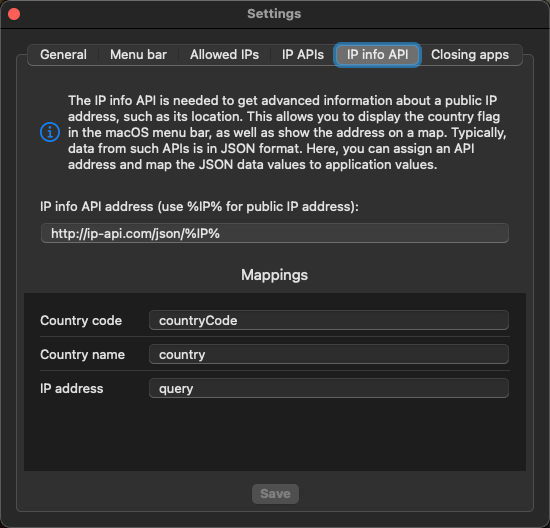 Settings
General
Menu bar
Allowed IPs
IP APIs
IP info API
Closing apps
The IP info API is needed to get advanced information about a public IP
address, such as its location. This allows you to display the country flag
in the macOS menu bar, as well as show the address on a map. Typically,
data from such APIs is in JSON format. Here, you can assign an API
address and map the JSON data values to application values.
IP info API address (use %IP% for public IP address):
http://ip-api.com/json/%IP%
Mappings
Country code
countryCode
Country name
country
IP address
query
Save